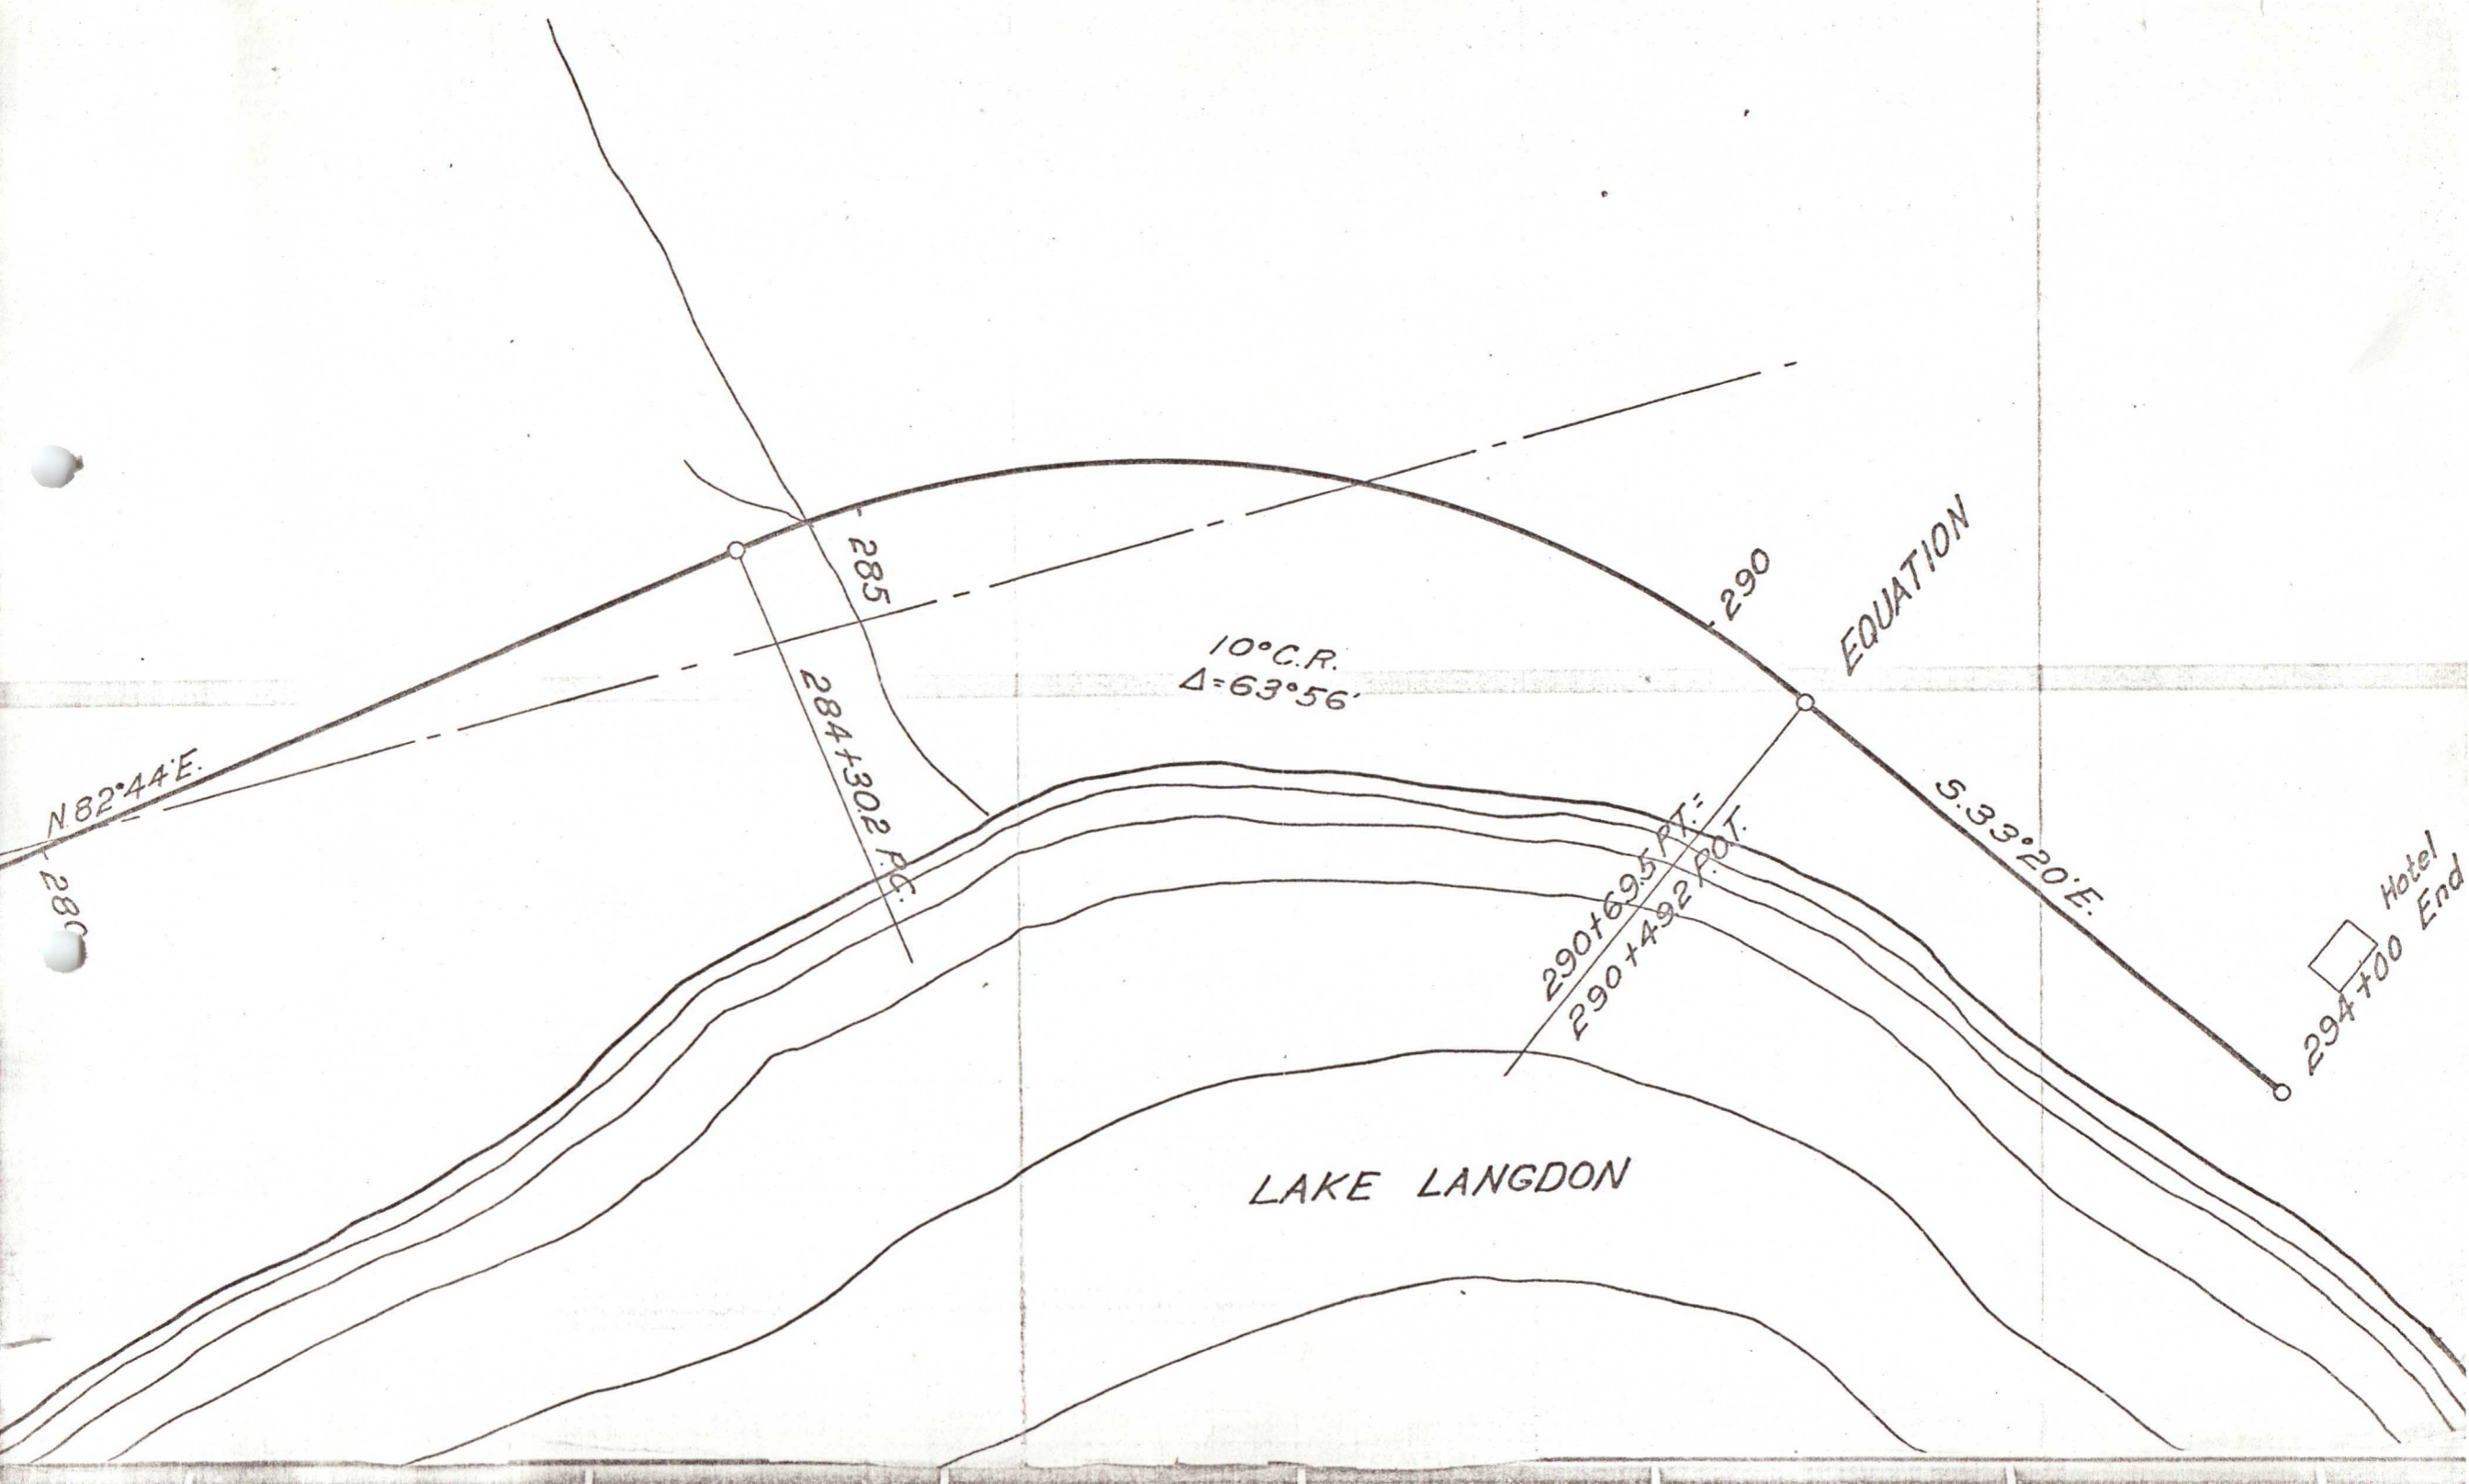 N.82°44'E.
280
284+30.2 P.C.
285
10°C.R.
Δ=63°56'
290
EQUATION
290+69.5 P.T.=
290+49.2 P.O.T.
S.33°20'E.
Hotel
End
294+00
LAKE LANGDON